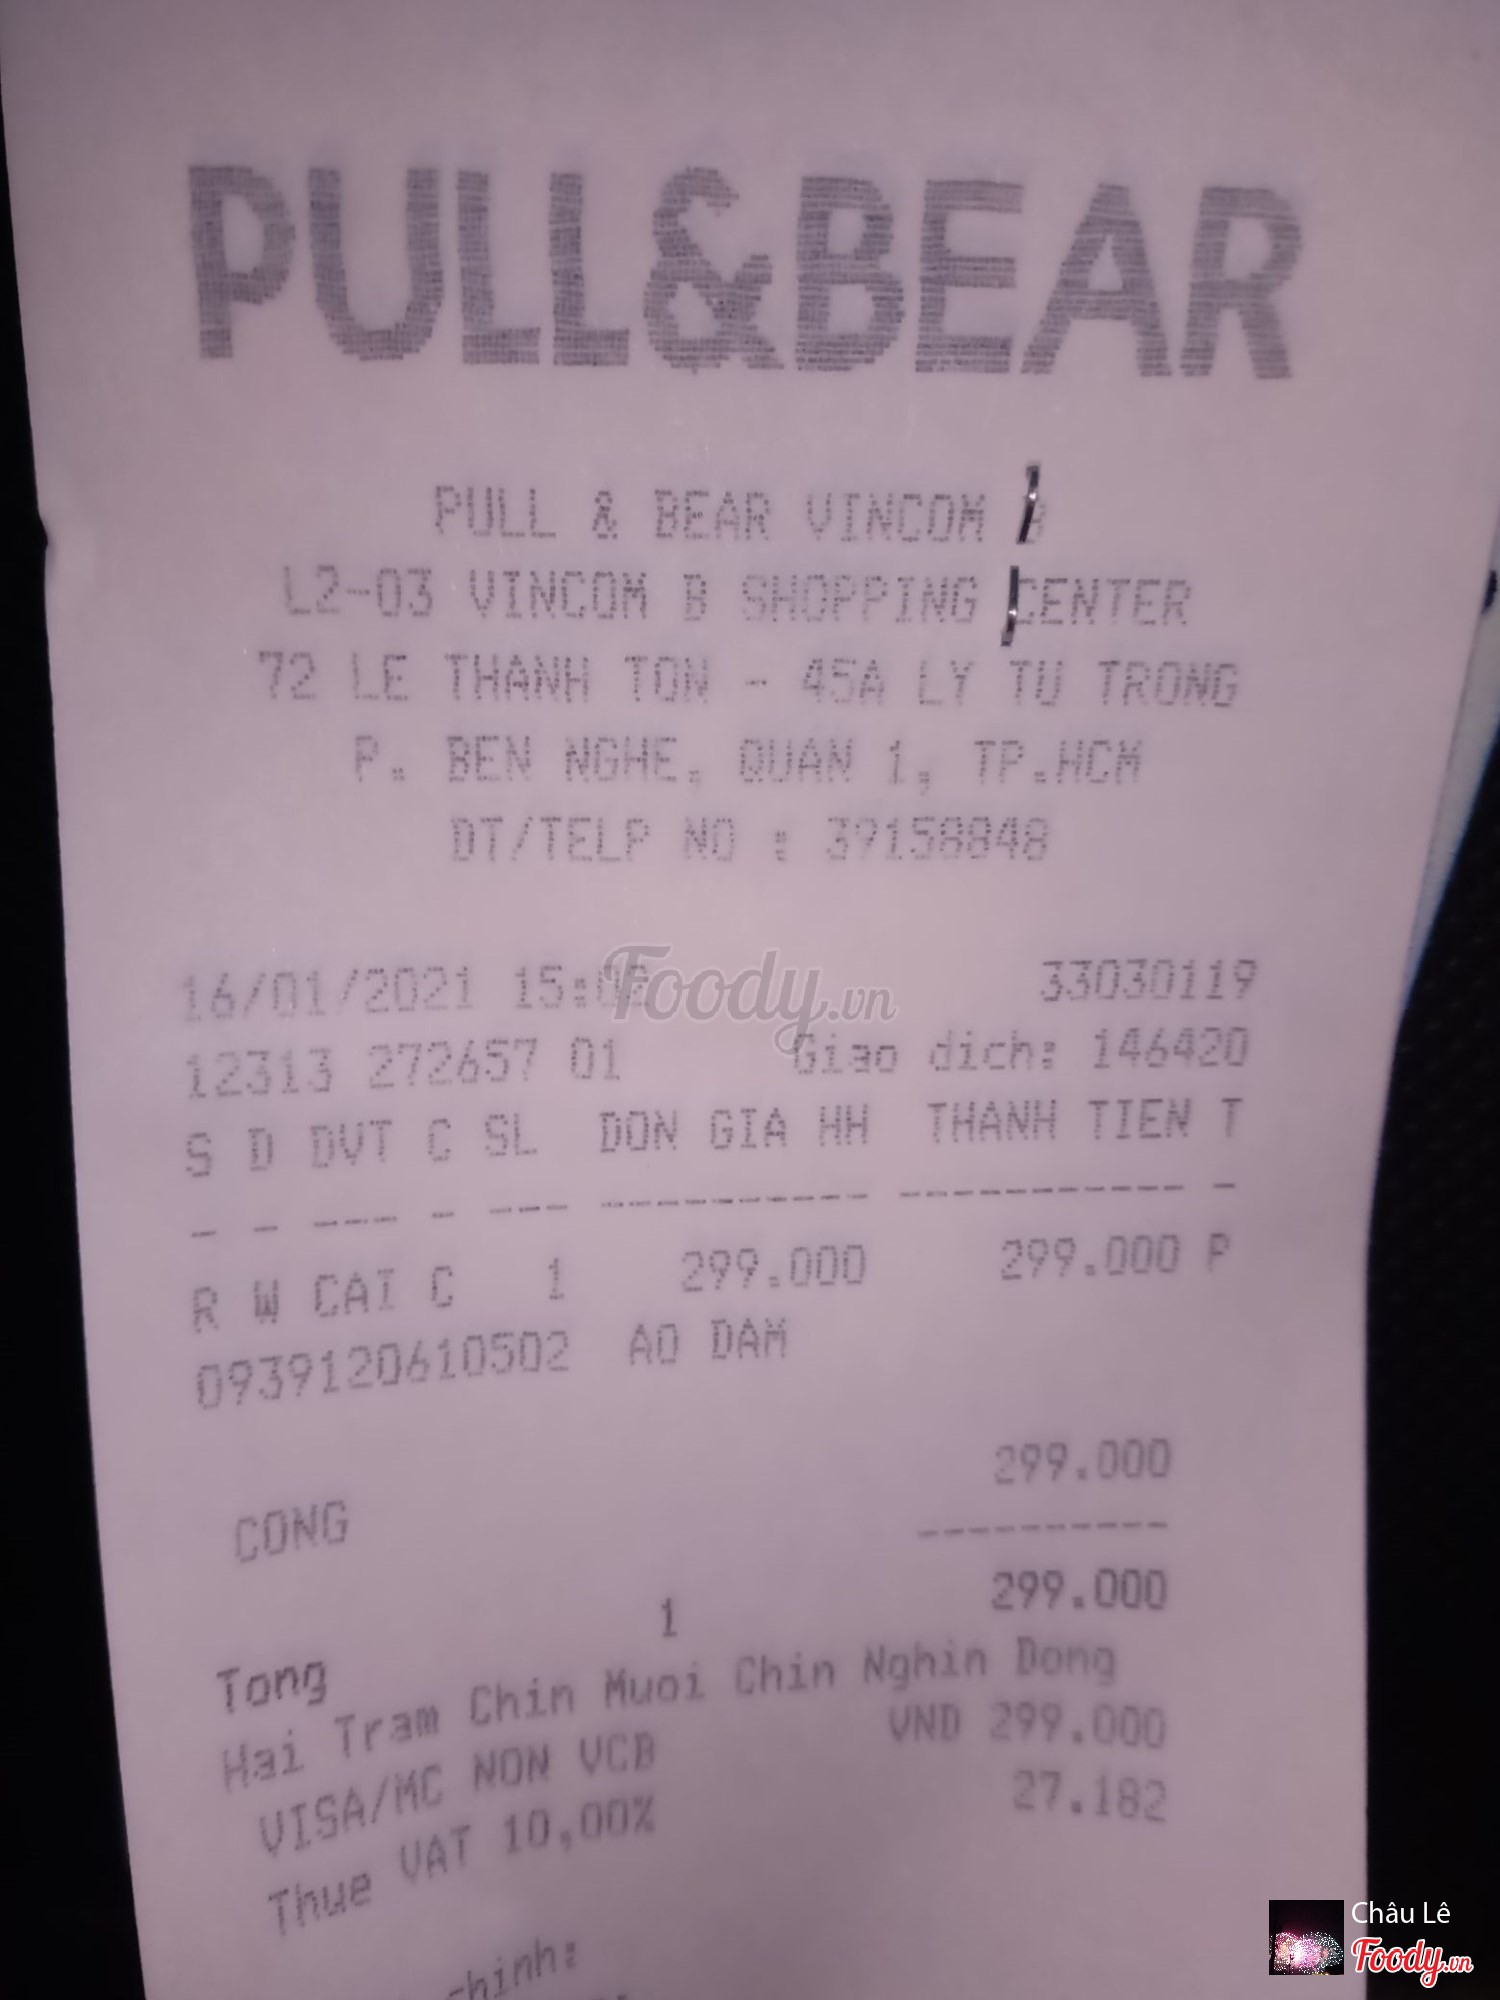 PULL&BEAR
PULL & BEAR VINCOM B
L2-03 VINCOM B SHOPPING CENTER
72 LE THANH TON - 45A LY TU TRONG
P. BEN NGHE, QUAN 1, TP.HCM
DT/TELP NO : 39158848
16/01/2021 15:02 33030119
Foody.vn
12313 272657 01 Giao dich: 146420
S D DVT C SL DON GIA HH THANH TIEN T
- - --- - --- ----------- ------------ -
R W CAI C 1 299.000 299.000 P
0939120610502 AO DAM
CONG 299.000
----------
Tong 1 299.000
Hai Tram Chin Muoi Chin Nghin Dong
VISA/MC NON VCB VND 299.000
Thue VAT 10,00% 27.182
chinh:
Châu Lê
Foody.vn